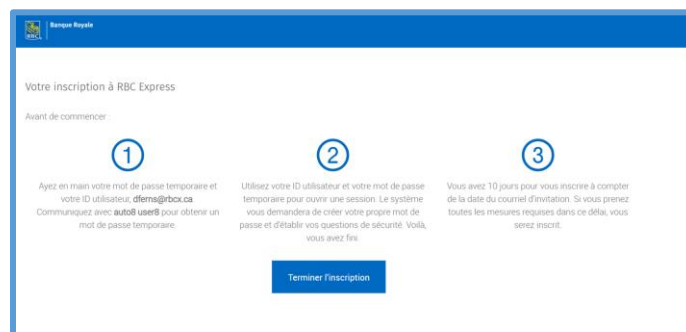 RBC
Banque Royale
Votre inscription à RBC Express
Avant de commencer :
1
Ayez en main votre mot de passe temporaire et
votre ID utilisateur, dferns@rbcx.ca.
Communiquez avec auto8 user8 pour obtenir un
mot de passe temporaire.
2
Utilisez votre ID utilisateur et votre mot de passe
temporaire pour ouvrir une session. Le système
vous demandera de créer votre propre mot de
passe et d'établir vos questions de sécurité. Voilà,
vous avez fini.
3
Vous avez 10 jours pour vous inscrire à compter
de la date du courriel d'invitation. Si vous prenez
toutes les mesures requises dans ce délai, vous
serez inscrit.
Terminer l'inscription